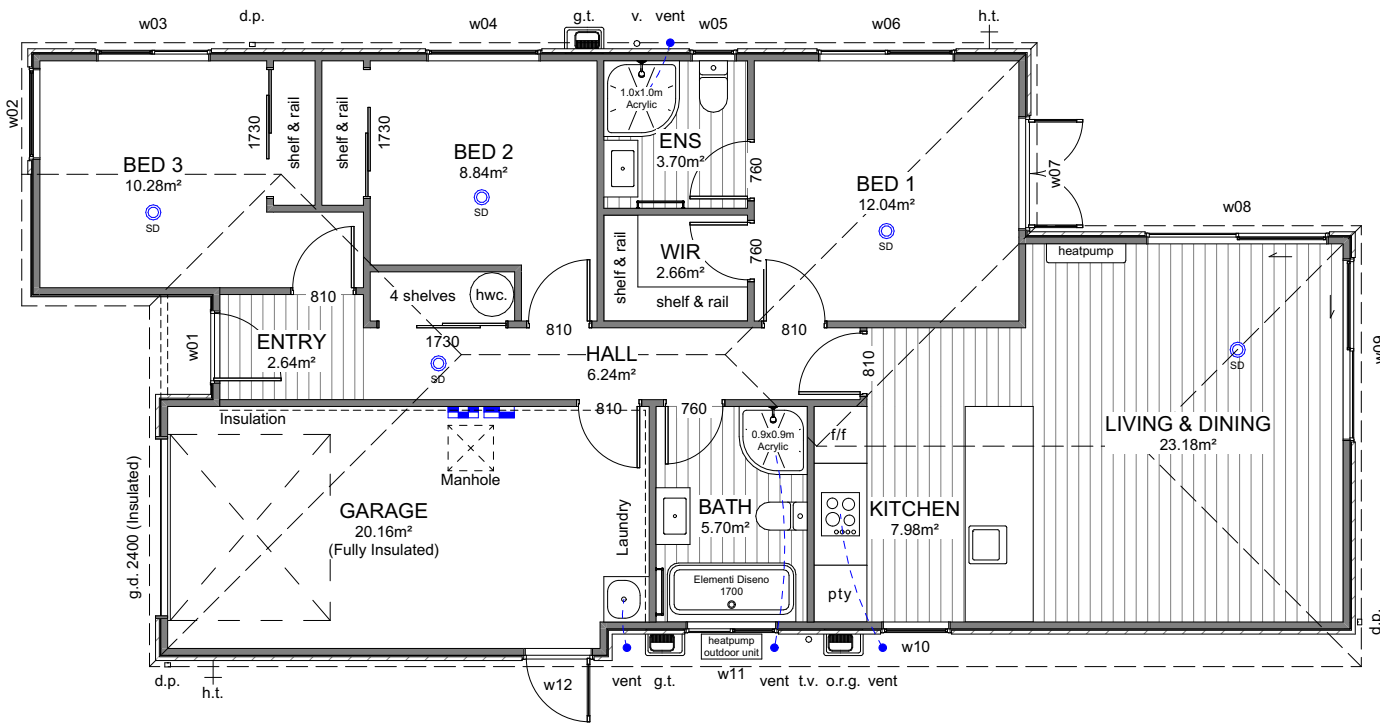 w03
d.p.
w04
g.t.
v.
vent
w05
w06
h.t.
w02
BED 3
10.28m²
SD
1730
shelf & rail
shelf & rail
1730
BED 2
8.84m²
SD
1.0x1.0m
Acrylic
ENS
3.70m²
760
BED 1
12.04m²
SD
w07
w08
heatpump
WIR
2.66m²
760
shelf & rail
shelf & rail
4 shelves
hwc.
810
w01
ENTRY
2.64m²
1730
SD
810
HALL
6.24m²
810
810
SD
w09
Insulation
810
760
0.9x0.9m
Acrylic
f/f
LIVING & DINING
23.18m²
g.d. 2400 (Insulated)
Manhole
GARAGE
20.16m²
(Fully Insulated)
Laundry
BATH
5.70m²
KITCHEN
7.98m²
Elementi Diseno
1700
pty
d.p.
heatpump
outdoor unit
w10
d.p.
h.t.
w12
vent
g.t.
w11
vent
t.v.
o.r.g.
vent